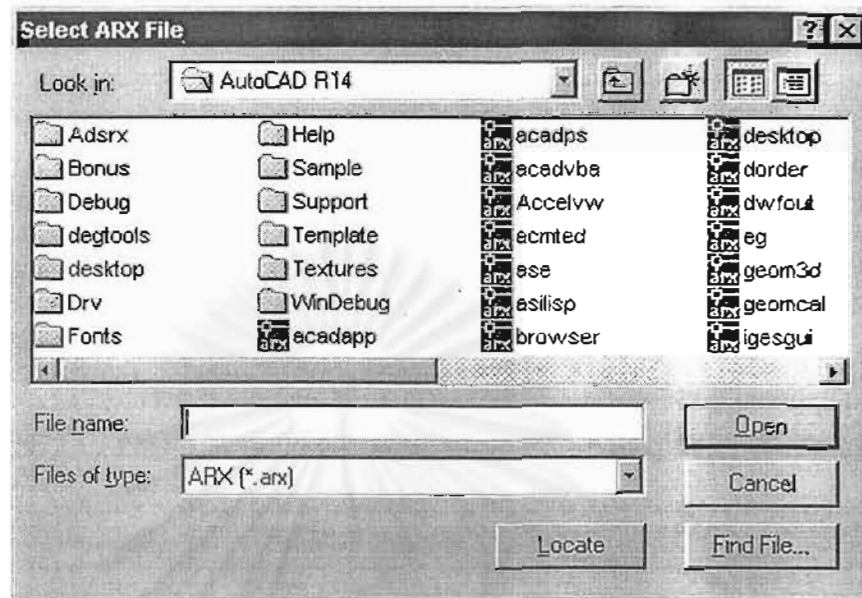 Select ARX File
Look in: AutoCAD R14
Adsrx
Bonus
Debug
degtools
desktop
Drv
Fonts
Help
Sample
Support
Template
Textures
WinDebug
acadapp
acadps
acadvba
Accelvw
acmted
ase
asilisp
browser
desktop
dorder
dwfout
eg
geom3d
geomcal
igesgui
File name:
Open
Files of type: ARX (*.arx)
Cancel
Locate
Find File...